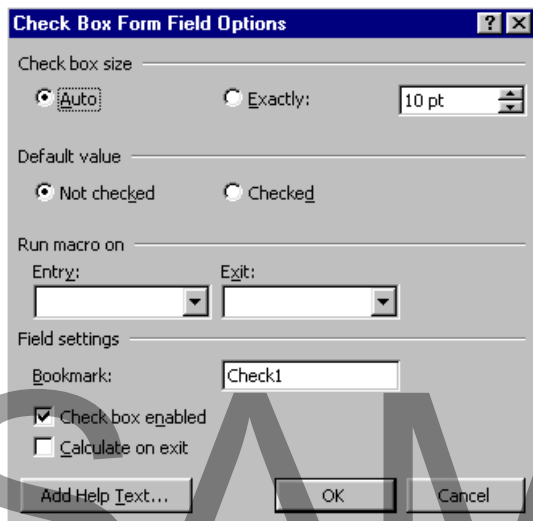 Check Box Form Field Options
Check box size
Auto Exactly: 10 pt
Default value
Not checked Checked
Run macro on
Entry: Exit:
Field settings
Bookmark: Check1
Check box enabled
Calculate on exit
Add Help Text... OK Cancel
SAM